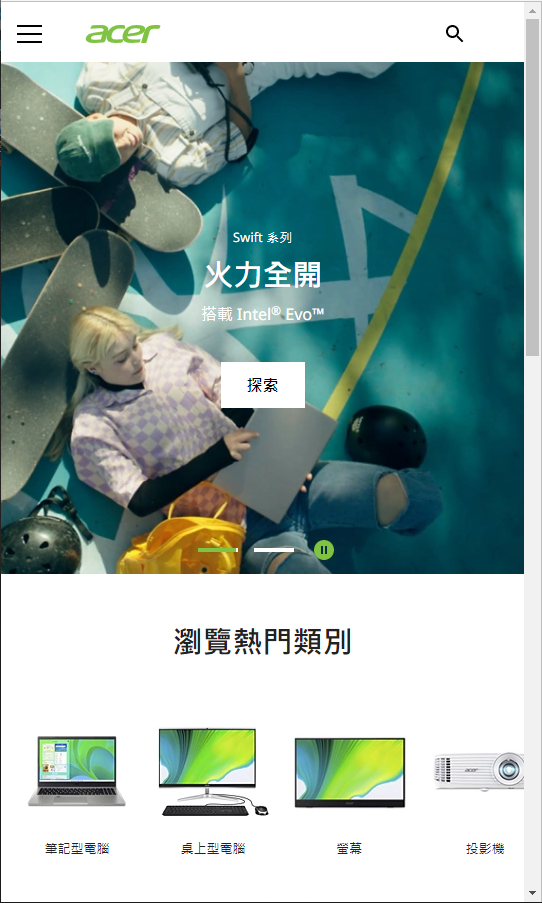 acer
Swift 系列
火力全開
搭載 Intel® Evo™
探索
瀏覽熱門類別
筆記型電腦
桌上型電腦
螢幕
投影機